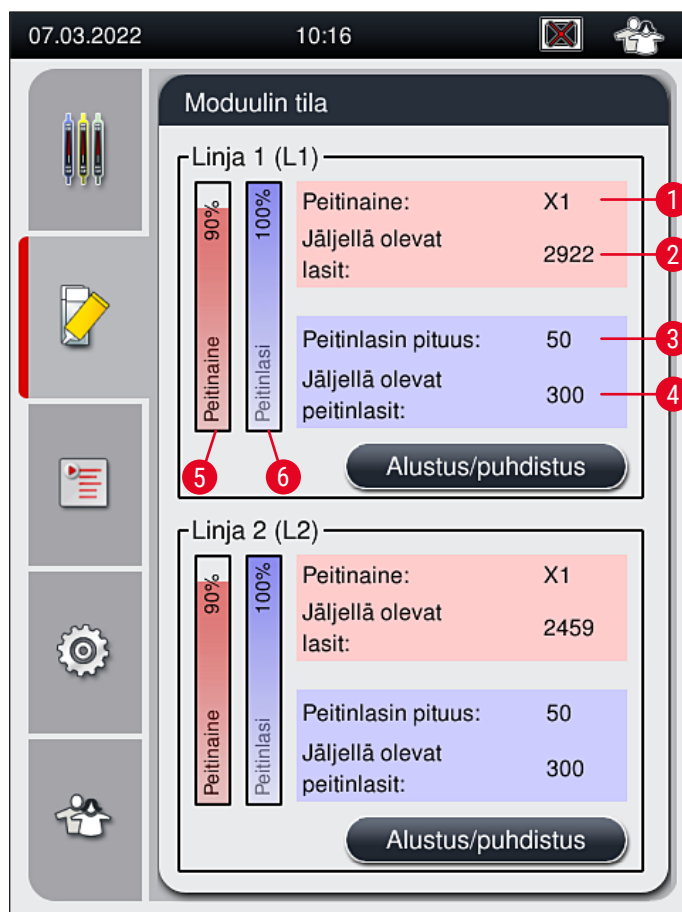 07.03.2022 10:16
Moduulin tila
Linja 1 (L1)
90%
Peitinaine
100%
Peitinlasi
Peitinaine: X1 1
Jäljellä olevat
lasit: 2922 2
Peitinlasin pituus: 50 3
Jäljellä olevat
peitinlasit: 300 4
5 6
Alustus/puhdistus
Linja 2 (L2)
90%
Peitinaine
100%
Peitinlasi
Peitinaine: X1
Jäljellä olevat
lasit: 2459
Peitinlasin pituus: 50
Jäljellä olevat
peitinlasit: 300
Alustus/puhdistus